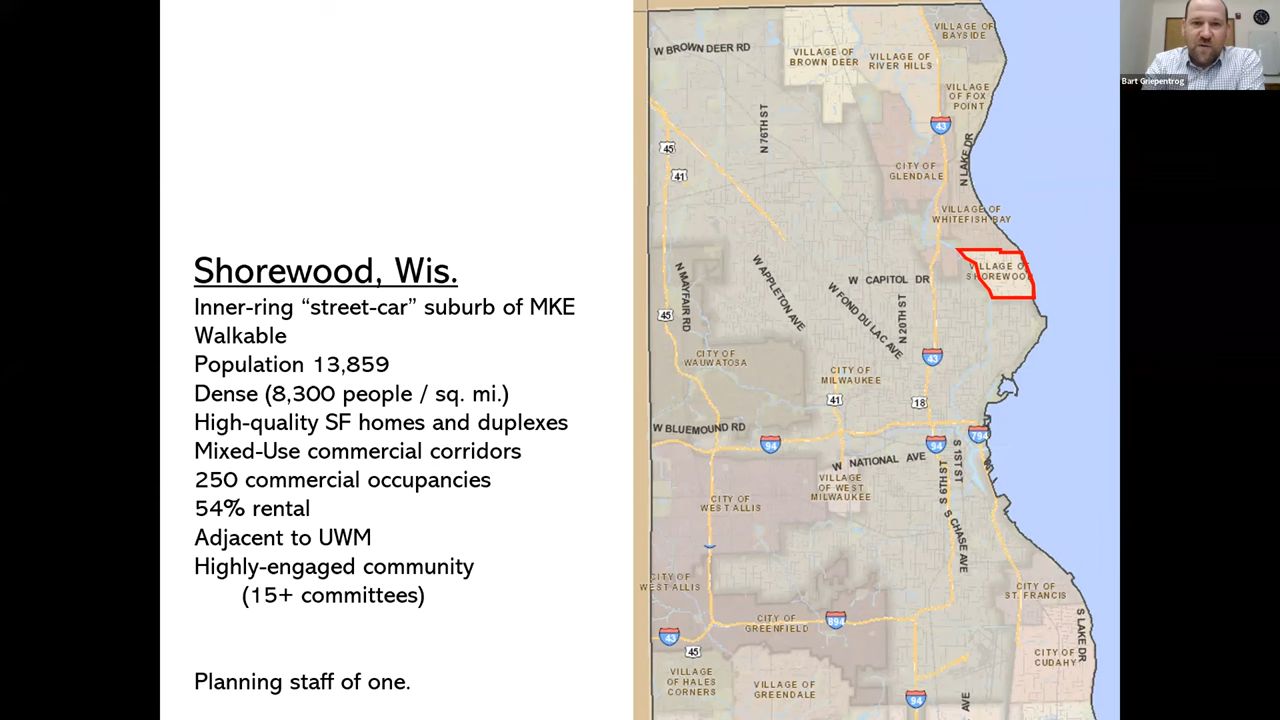 Shorewood, Wis.
Inner-ring “street-car” suburb of MKE
Walkable
Population 13,859
Dense (8,300 people / sq. mi.)
High-quality SF homes and duplexes
Mixed-Use commercial corridors
250 commercial occupancies
54% rental
Adjacent to UWM
Highly-engaged community
(15+ committees)
Planning staff of one.
W BROWN DEER RD
VILLAGE OF
BROWN DEER
VILLAGE OF
RIVER HILLS
VILLAGE OF
BAYSIDE
VILLAGE
OF FOX
POINT
43
N 76TH ST
45
41
CITY OF
GLENDALE
N LAKE DR
VILLAGE OF
WHITEFISH BAY
VILLAGE OF
SHOREWOOD
N MAYFAIR RD
W APPLETON AVE
W CAPITOL DR
W FOND DU LAC AVE
N 20TH ST
45
CITY OF
WAUWATOSA
43
CITY OF
MILWAUKEE
41
18
W BLUEMOUND RD
94
94
794
W NATIONAL AVE
S 1ST ST
S 6TH ST
VILLAGE
OF WEST
MILWAUKEE
CITY OF
WEST ALLIS
S CHASE AVE
CITY OF
WEST ALLIS
CITY OF
ST. FRANCIS
CITY OF
GREENFIELD
894
43
45
S LAKE DR
CITY OF
CUDAHY
VILLAGE
OF HALES
CORNERS
VILLAGE OF
GREENDALE
94
AVE
Bart Griepentrog